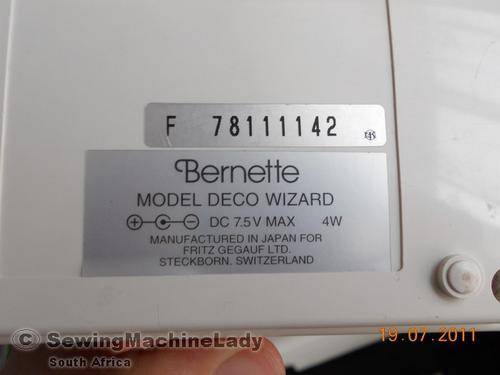 F 78111142
Bernette
MODEL DECO WIZARD
DC 7.5V MAX 4W
MANUFACTURED IN JAPAN FOR
FRITZ GEGAUF LTD.
STECKBORN, SWITZERLAND
© SewingMachineLady
South Africa
19.07.2011